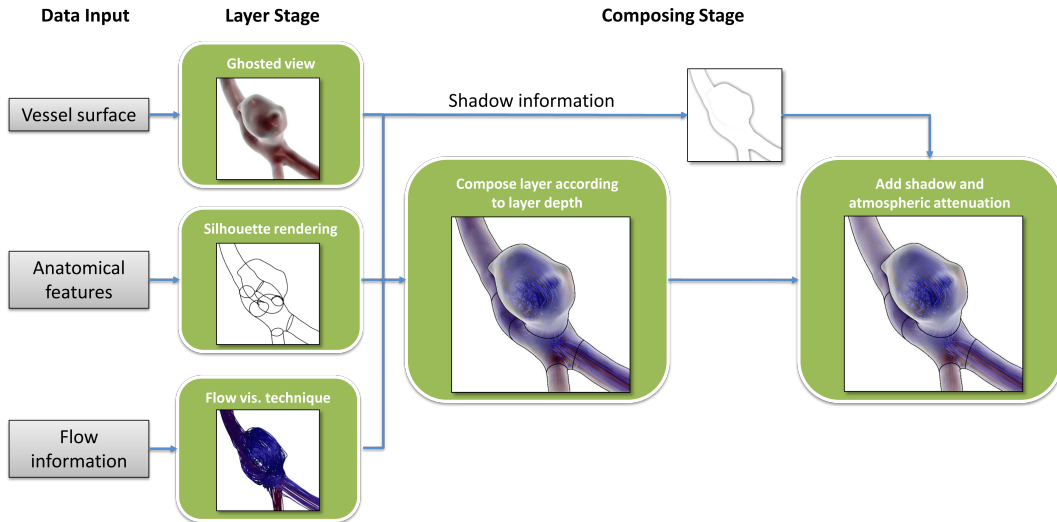 Data Input
Layer Stage
Composing Stage
Vessel surface
Ghosted view
Shadow information
Anatomical
features
Silhouette rendering
Compose layer according
to layer depth
Add shadow and
atmospheric attenuation
Flow
information
Flow vis. technique